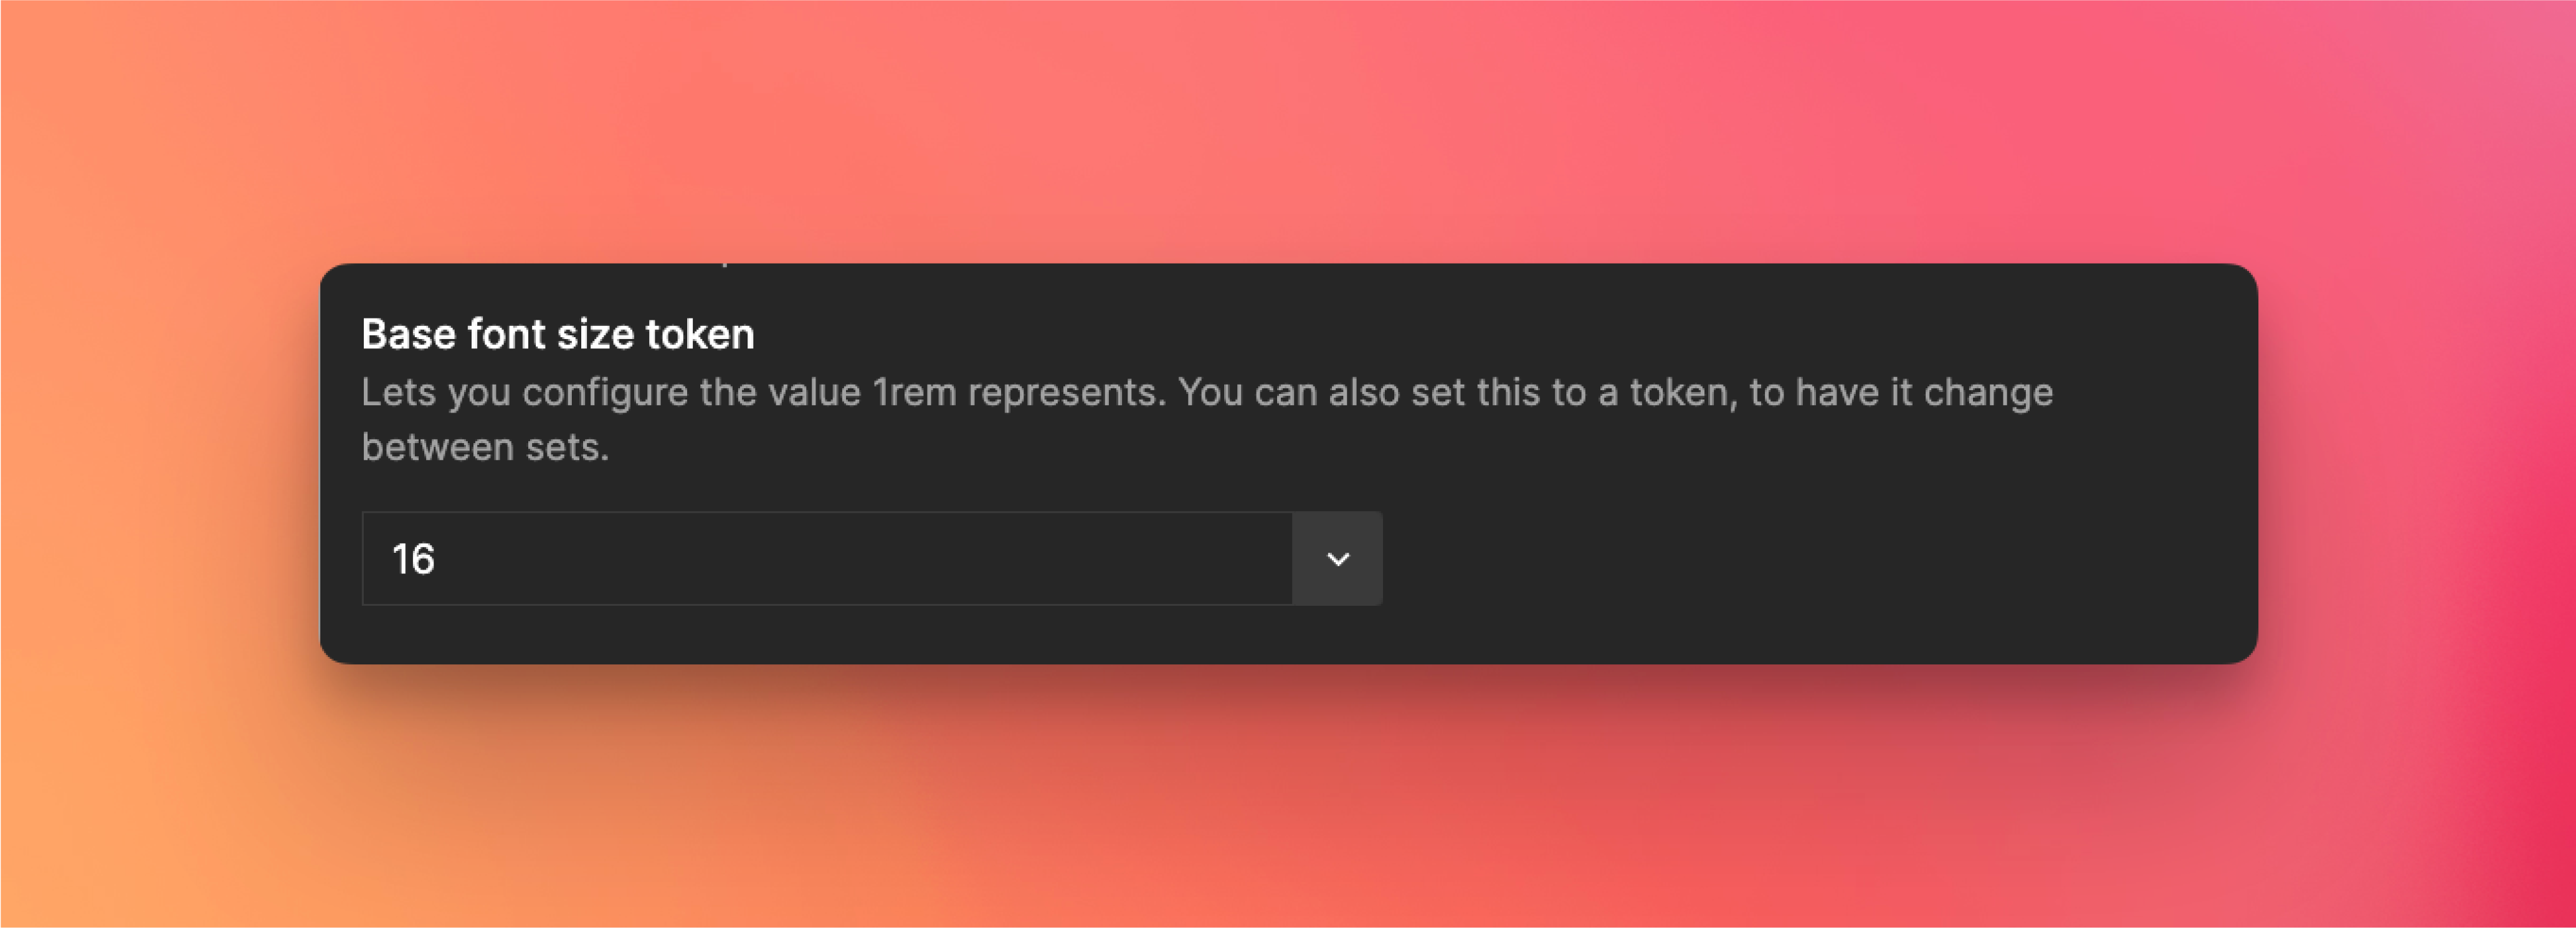 Base font size token
Lets you configure the value 1rem represents. You can also set this to a token, to have it change
between sets.
16